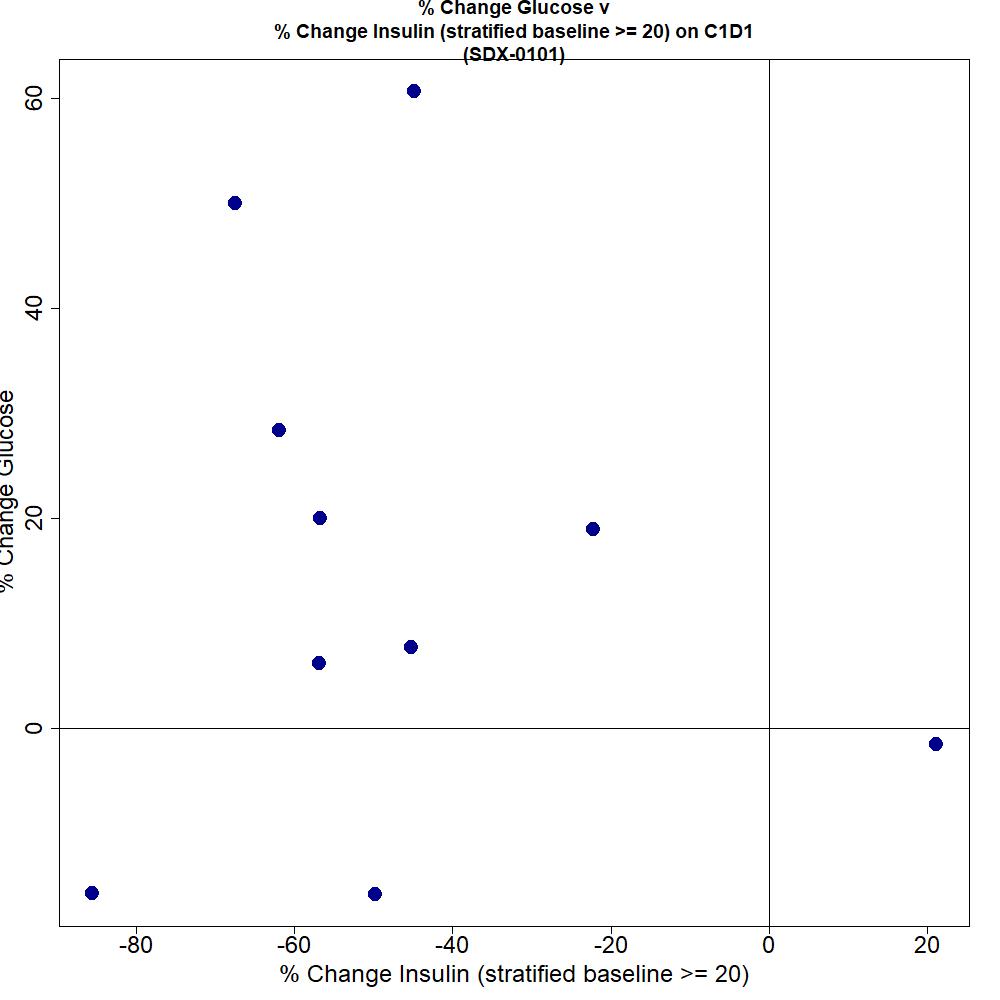 % Change Glucose v
% Change Insulin (stratified baseline >= 20) on C1D1
(SDX-0101)
60
40
20
0
% Change Glucose
-80
-60
-40
-20
0
20
% Change Insulin (stratified baseline >= 20)